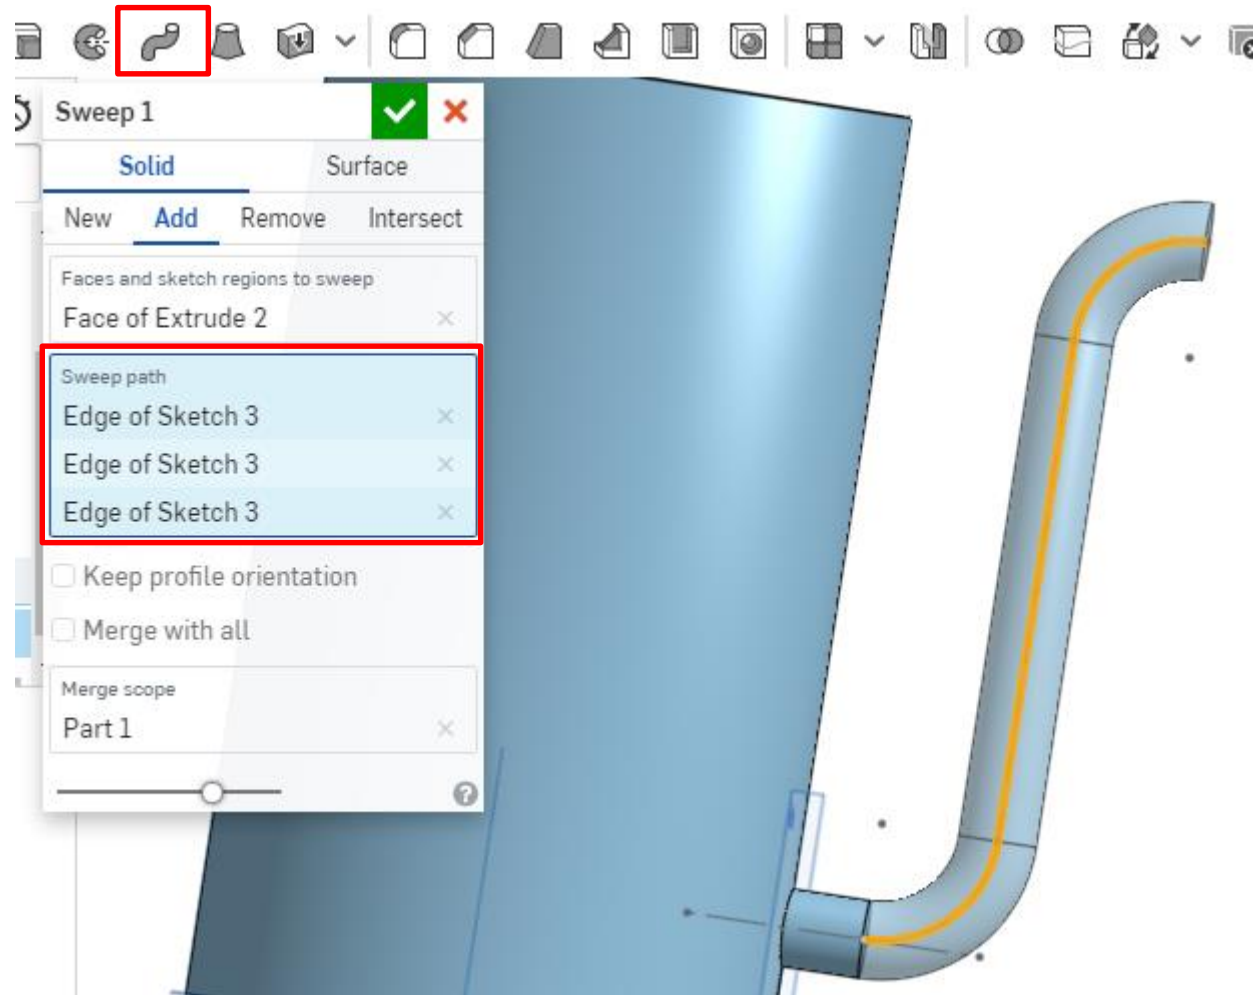 Sweep 1
Solid Surface
New Add Remove Intersect
Faces and sketch regions to sweep
Face of Extrude 2
Sweep path
Edge of Sketch 3
Edge of Sketch 3
Edge of Sketch 3
Keep profile orientation
Merge with all
Merge scope
Part 1